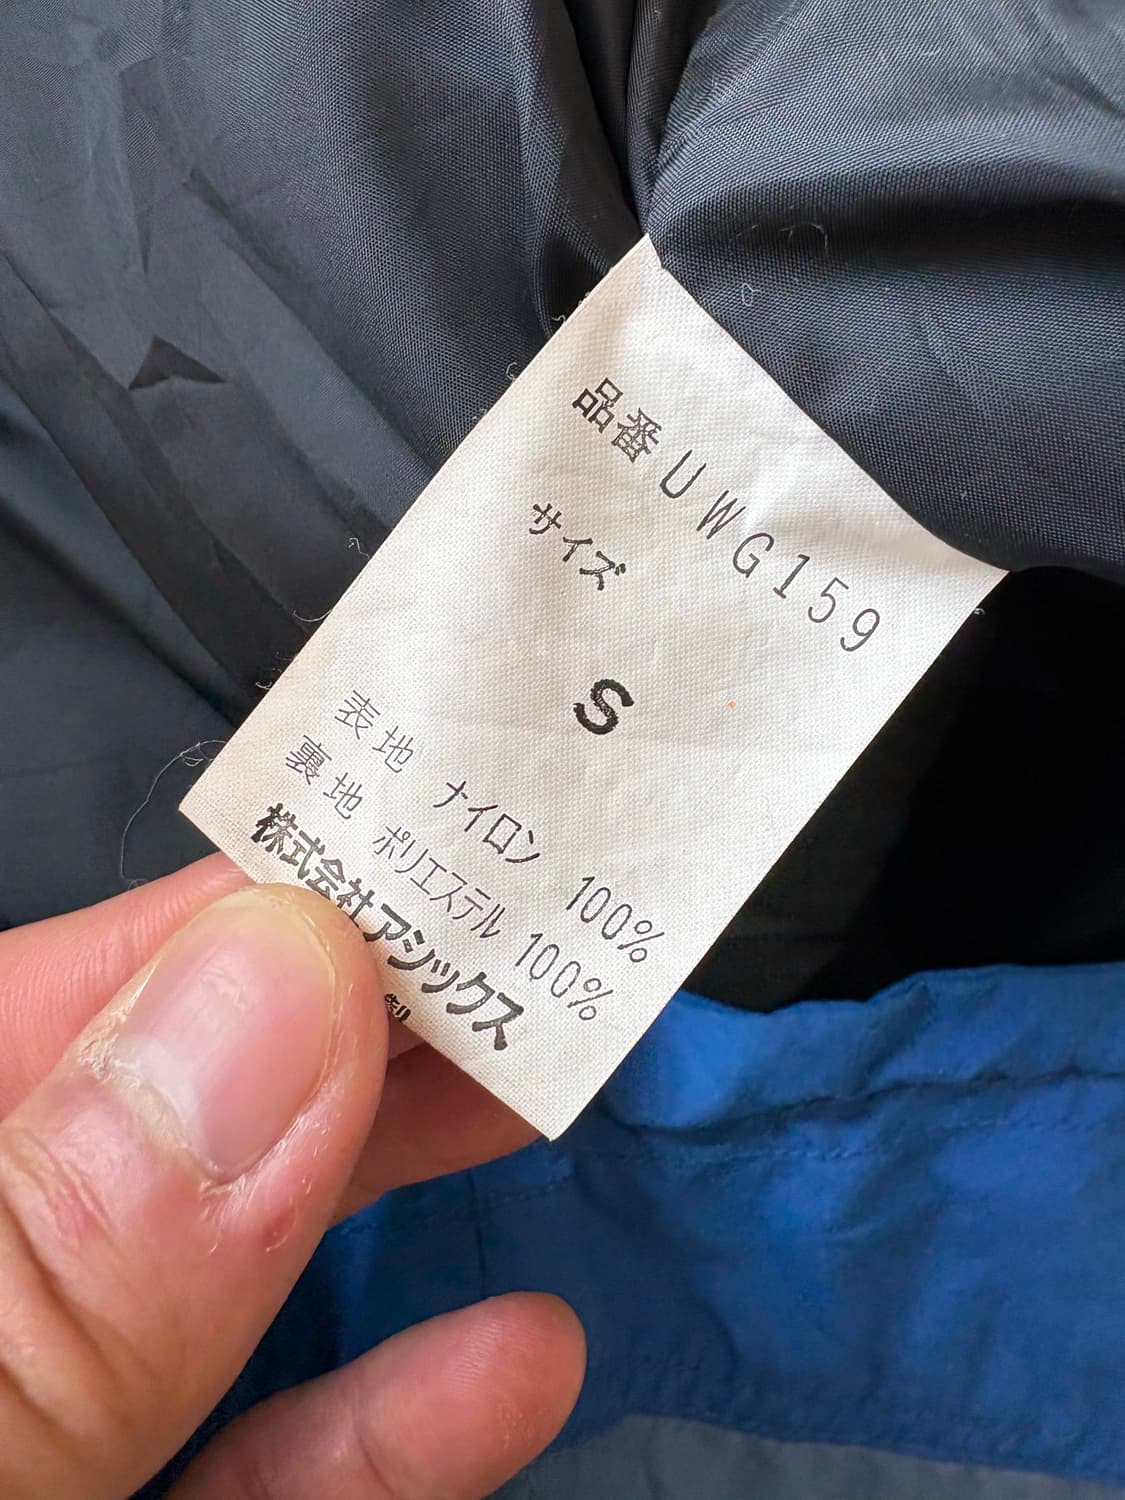 品番 UWG159
サイズ
S
表地 ナイロン 100%
裏地 ポリエステル 100%
株式会社アシックス
製